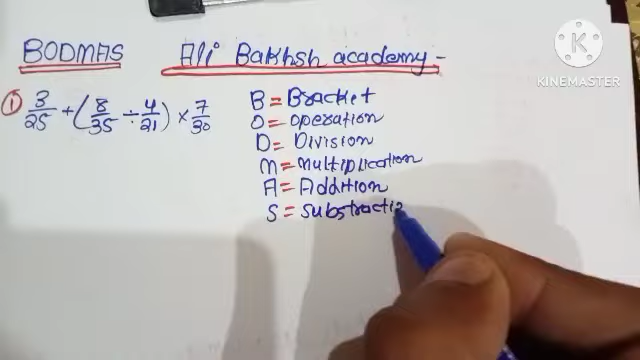 BODMAS Ali Bakhsh academy
① 3/25 + (8/35 ÷ 4/21) × 7/30
B = Bracket
O = operation
D = Division
M = Multiplication
A = Addition
S = Substractio
KINEMASTER